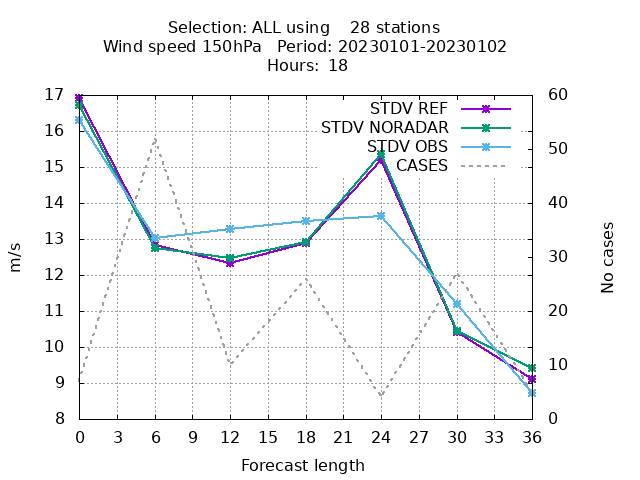 Selection: ALL using    28 stations
Wind speed 150hPa   Period: 20230101-20230102
Hours:  18
17 60
STDV REF
STDV NORADAR
STDV OBS
CASES
16
15
14
13
12
11
10
9
8
50
40
30
20
10
0
m/s
No cases
0 3 6 9 12 15 18 21 24 27 30 33 36
Forecast length